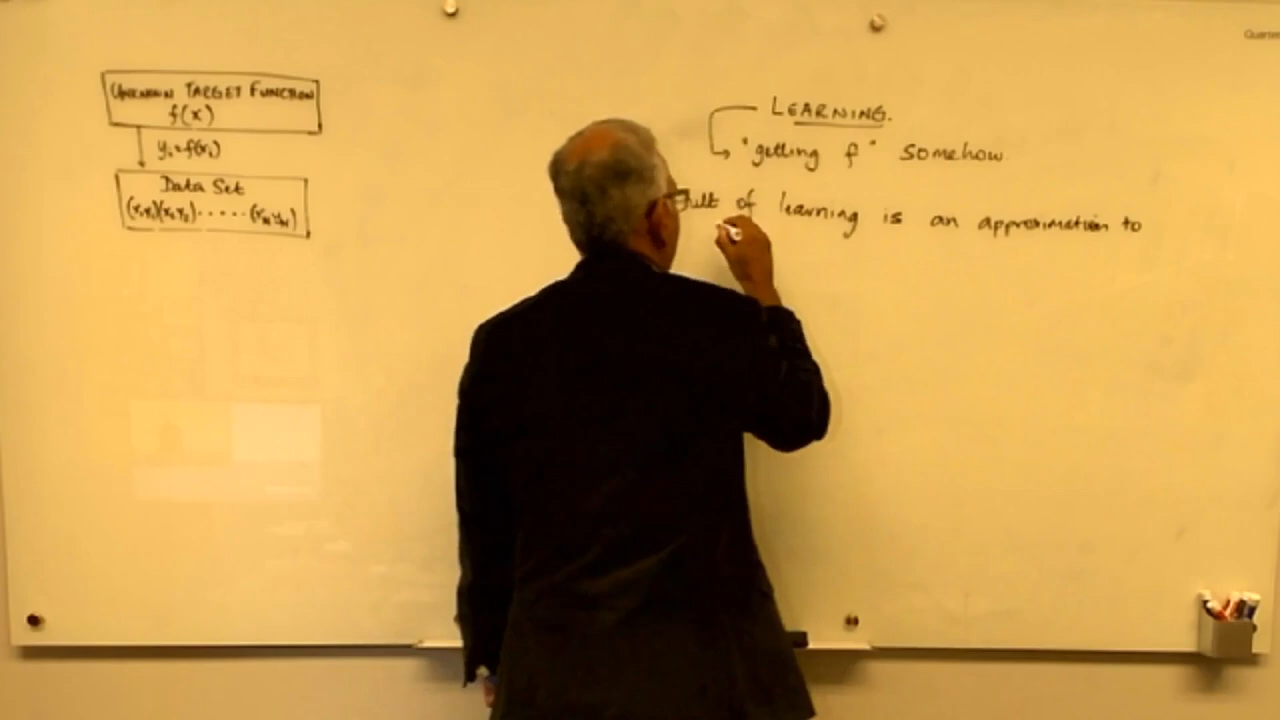 UNKNOWN TARGET FUNCTION
f(x)
yᵢ=f(xᵢ)
Data Set
(x₁,y₁)(x₂,y₂)......(x_N,y_N)
LEARNING.
"getting f" somehow
of learning is an approximation to